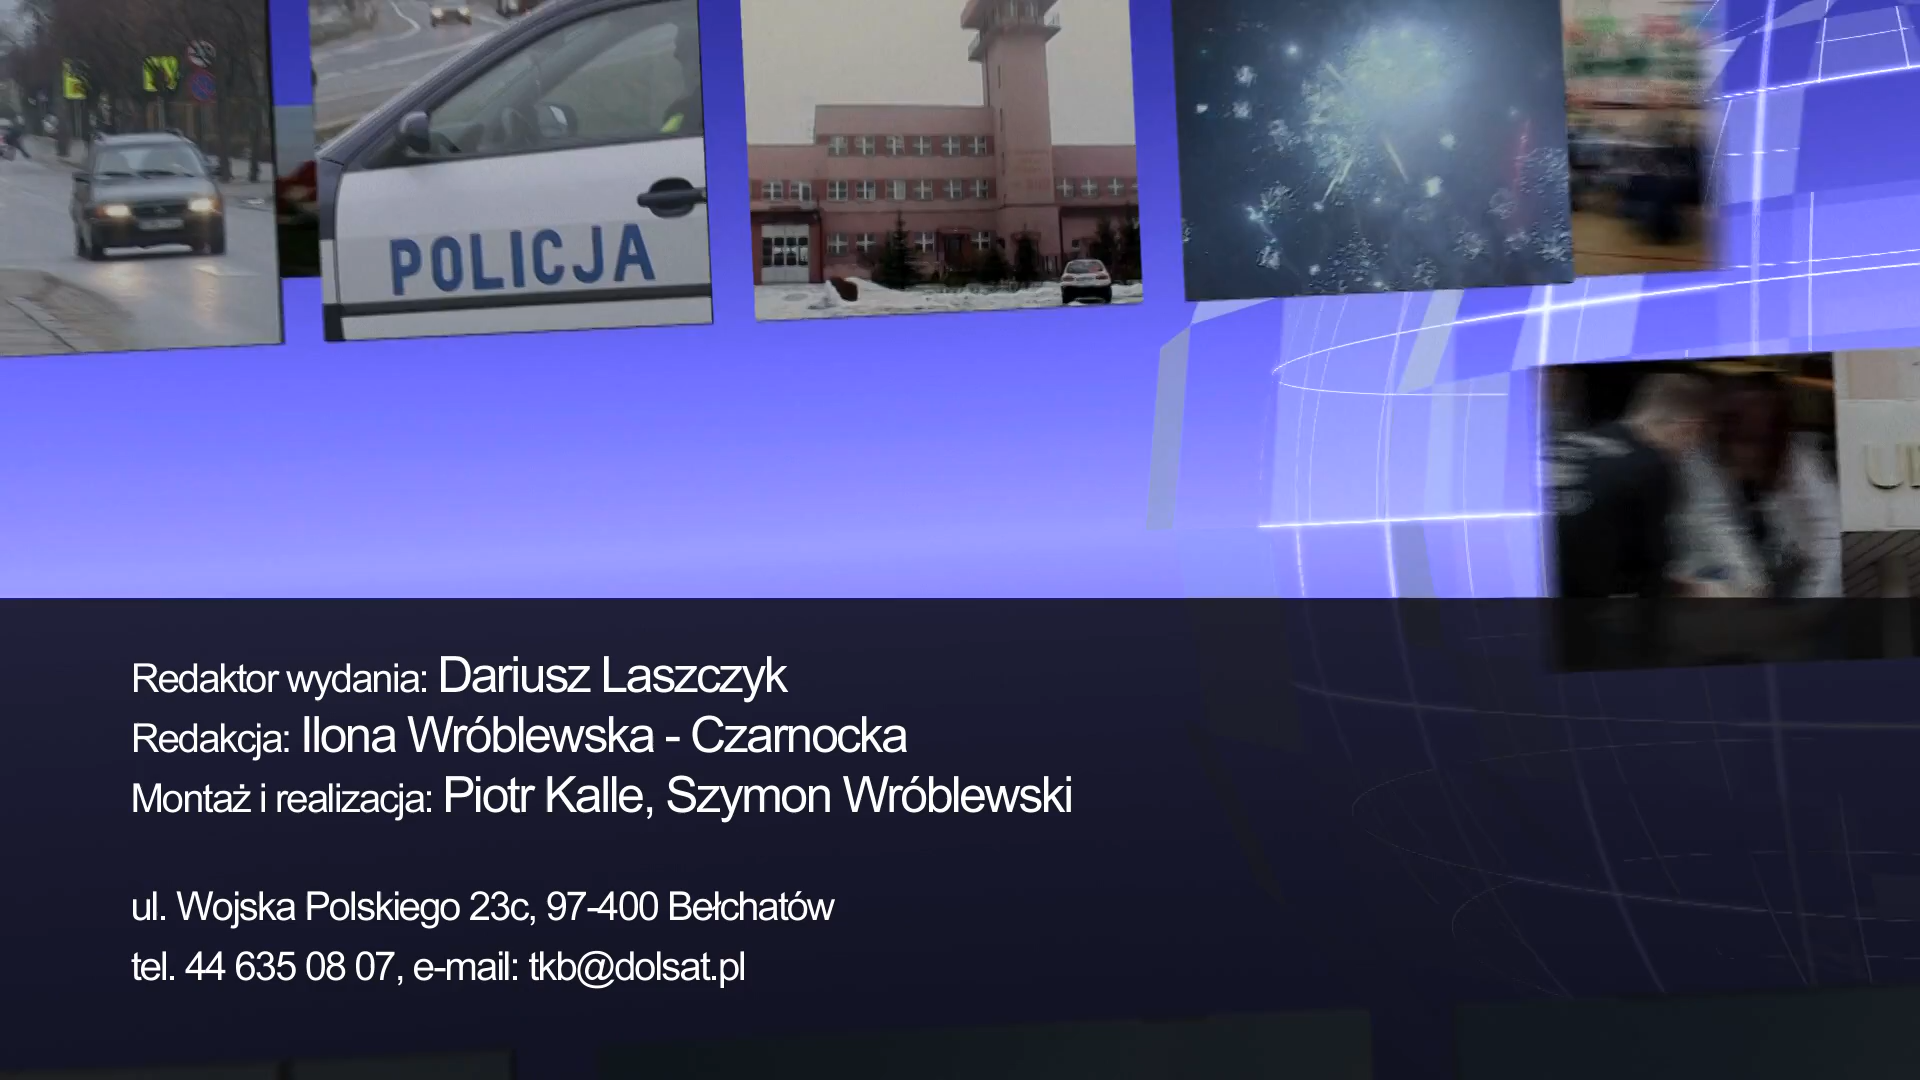 POLICJA
Redaktor wydania: Dariusz Laszczyk
Redakcja: Ilona Wróblewska - Czarnocka
Montaż i realizacja: Piotr Kalle, Szymon Wróblewski
ul. Wojska Polskiego 23c, 97-400 Bełchatów
tel. 44 635 08 07, e-mail: tkb@dolsat.pl